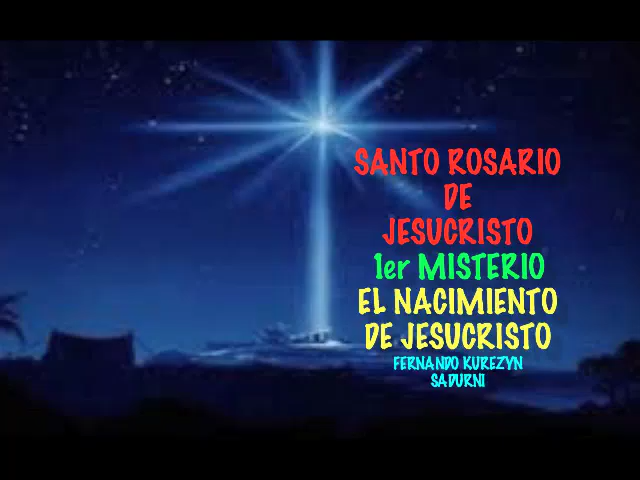 SANTO ROSARIO
DE
JESUCRISTO
1er MISTERIO
EL NACIMIENTO
DE JESUCRISTO
FERNANDO KUREZYN
SADURNI